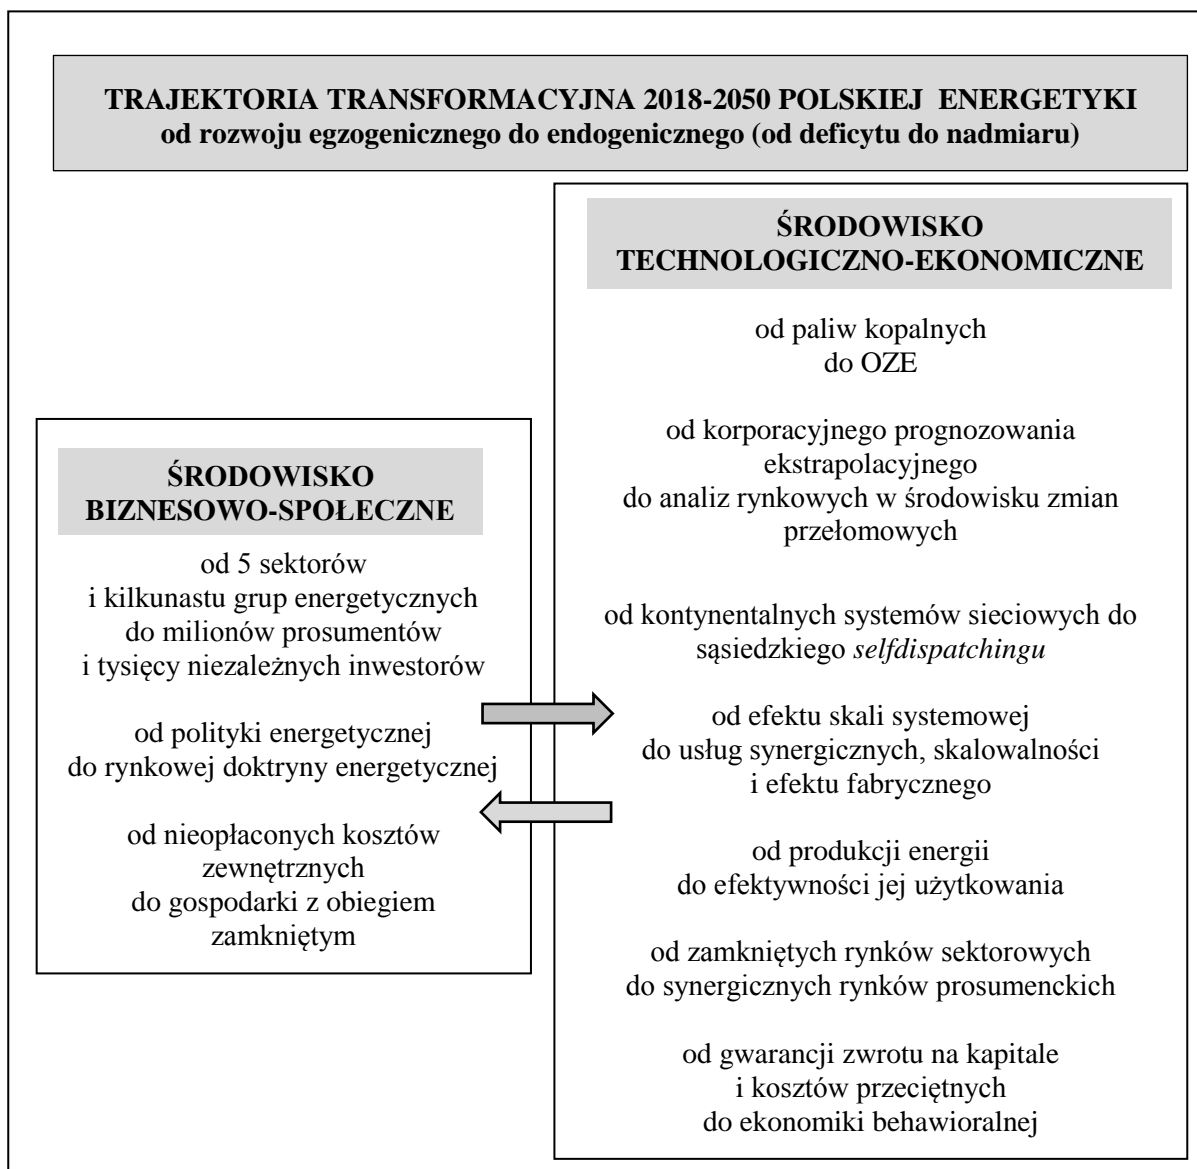 TRAJEKTORIA TRANSFORMACYJNA 2018-2050 POLSKIEJ ENERGETYKI
od rozwoju egzogenicznego do endogenicznego (od deficytu do nadmiaru)
ŚRODOWISKO
BIZNESOWO-SPOŁECZNE
od 5 sektorów
i kilkunastu grup energetycznych
do milionów prosumentów
i tysięcy niezależnych inwestorów
od polityki energetycznej
do rynkowej doktryny energetycznej
od nieopłaconych kosztów
zewnętrznych
do gospodarki z obiegiem
zamkniętym
ŚRODOWISKO
TECHNOLOGICZNO-EKONOMICZNE
od paliw kopalnych
do OZE
od korporacyjnego prognozowania
ekstrapolacyjnego
do analiz rynkowych w środowisku zmian
przełomowych
od kontynentalnych systemów sieciowych do
sąsiedzkiego selfdispatchingu
od efektu skali systemowej
do usług synergicznych, skalowalności
i efektu fabrycznego
od produkcji energii
do efektywności jej użytkowania
od zamkniętych rynków sektorowych
do synergicznych rynków prosumenckich
od gwarancji zwrotu na kapitale
i kosztów przeciętnych
do ekonomiki behawioralnej